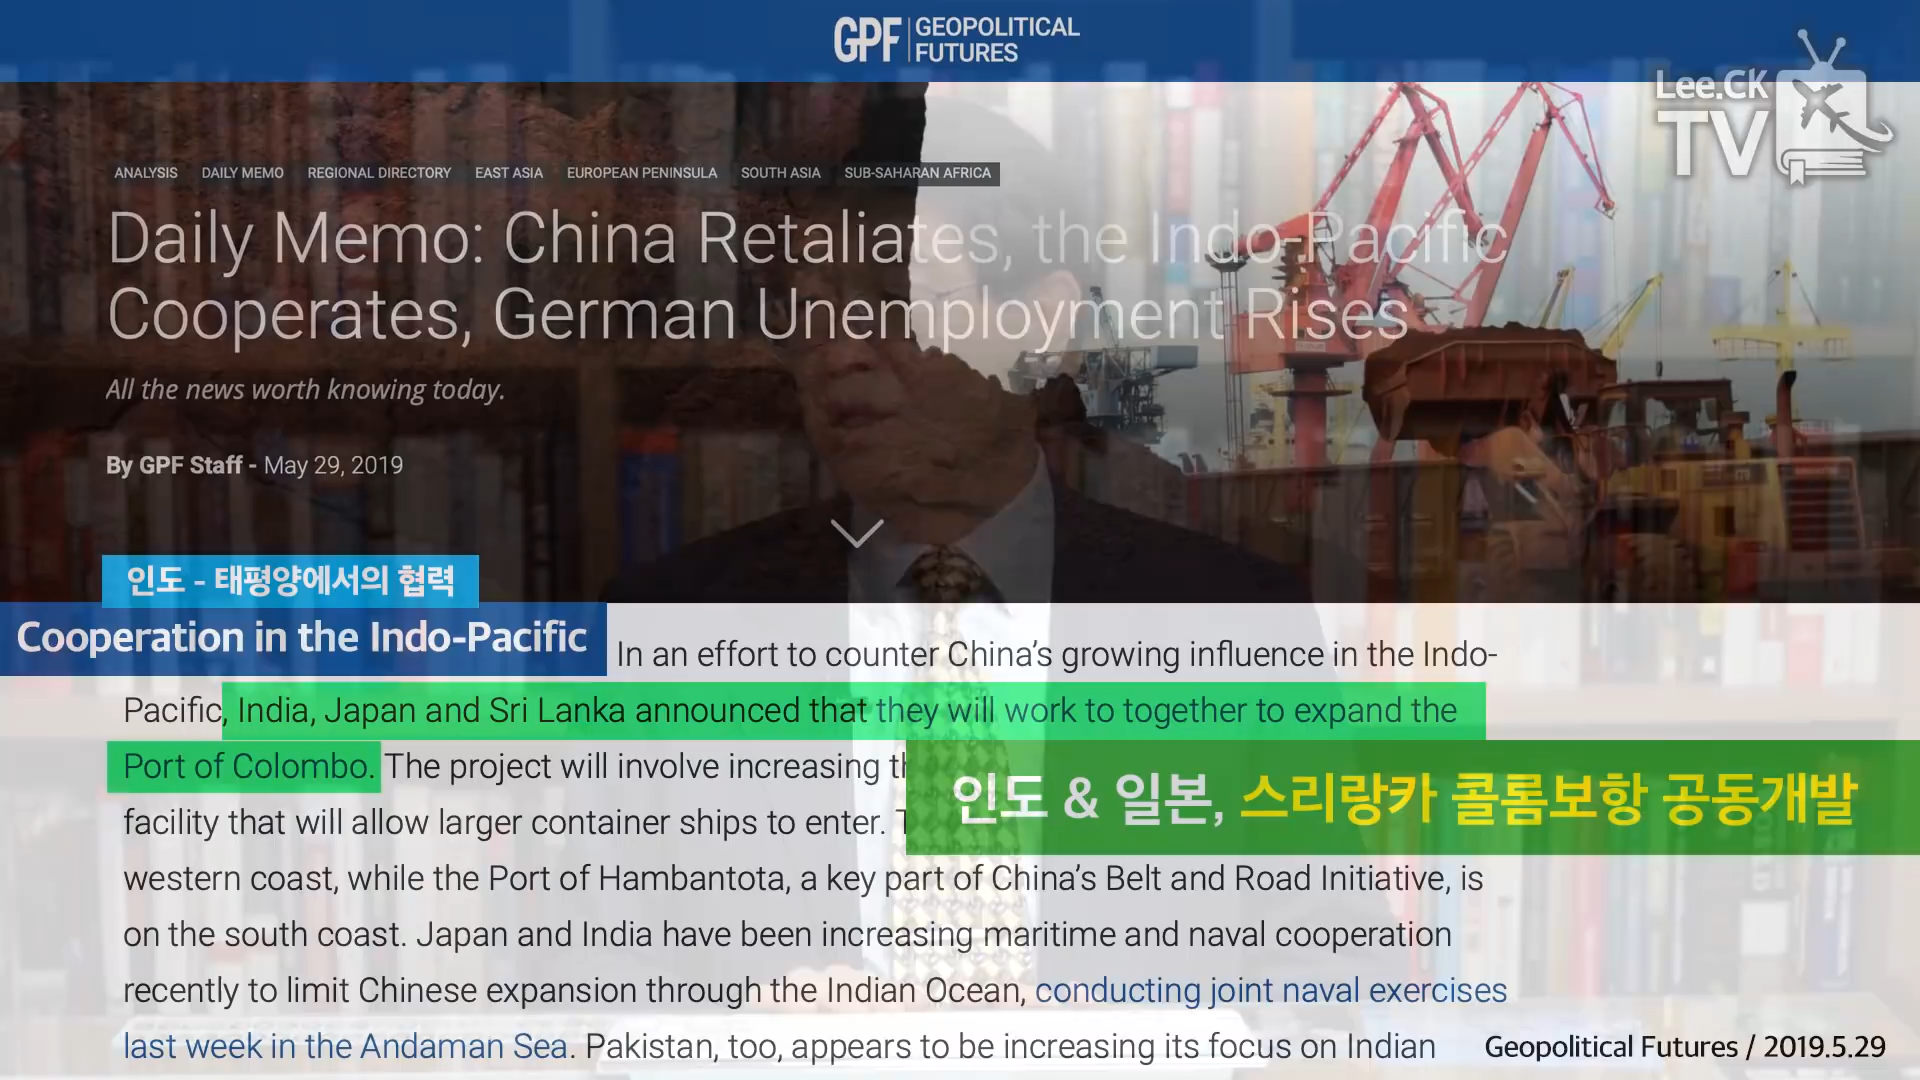 GPF GEOPOLITICAL
FUTURES
Lee.CK
TV
ANALYSIS DAILY MEMO REGIONAL DIRECTORY EAST ASIA EUROPEAN PENINSULA SOUTH ASIA SUB-SAHARAN AFRICA
Daily Memo: China Retaliates, the Indo-Pacific
Cooperates, German Unemployment Rises
All the news worth knowing today.
By GPF Staff - May 29, 2019
인도 - 태평양에서의 협력
Cooperation in the Indo-Pacific
In an effort to counter China's growing influence in the Indo-
Pacific, India, Japan and Sri Lanka announced that they will work to together to expand the
Port of Colombo. The project will involve increasing
인도 & 일본, 스리랑카 콜롬보항 공동개발
facility that will allow larger container ships to enter.
western coast, while the Port of Hambantota, a key part of China's Belt and Road Initiative, is
on the south coast. Japan and India have been increasing maritime and naval cooperation
recently to limit Chinese expansion through the Indian Ocean, conducting joint naval exercises
last week in the Andaman Sea. Pakistan, too, appears to be increasing its focus on Indian
Geopolitical Futures / 2019.5.29